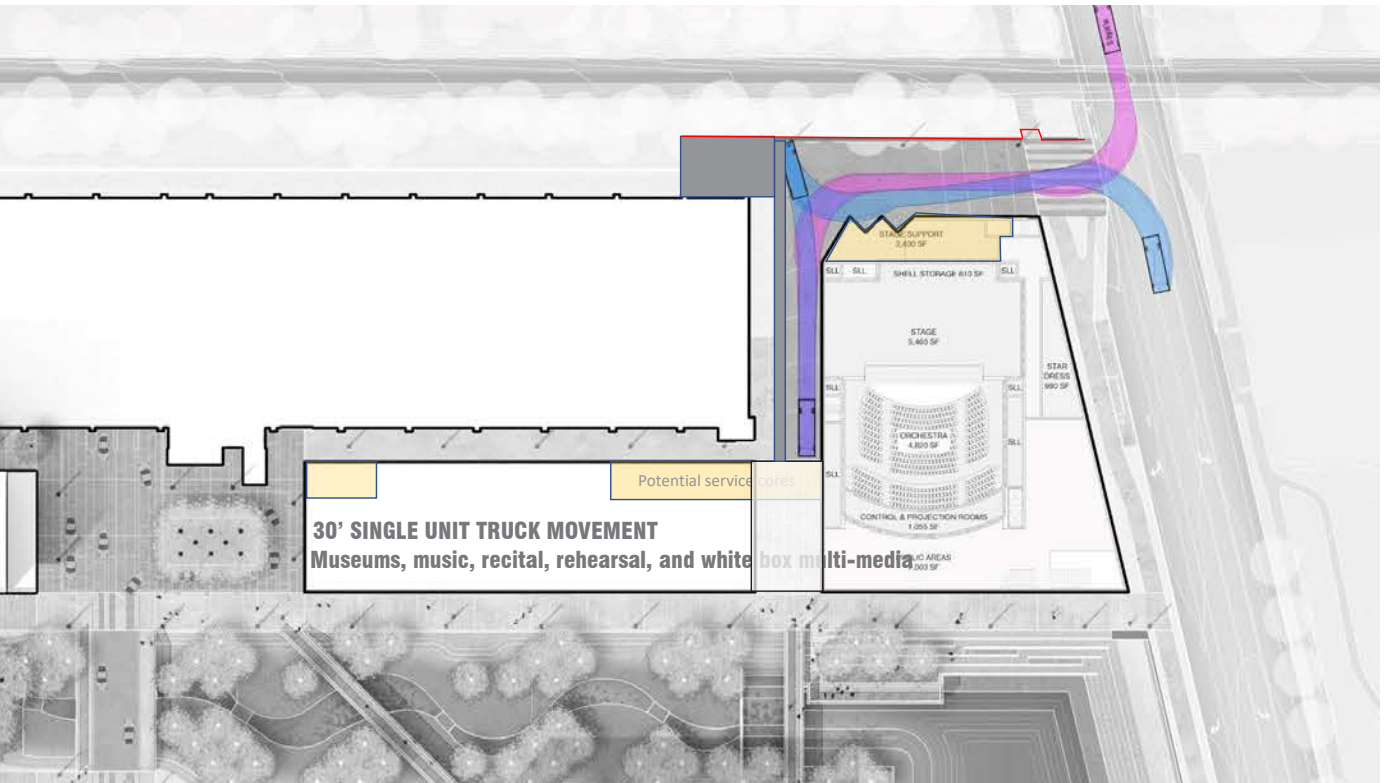 STAGE SUPPORT
2,400 SF
SLL
SLL
SHELL STORAGE 810 SF
SLL
STAGE
5,460 SF
STAR
DRESS
990 SF
SLL
SLL
ORCHESTRA
4,820 SF
SLL
SLL
Potential service cores
CONTROL & PROJECTION ROOMS
1,055 SF
30’ SINGLE UNIT TRUCK MOVEMENT
Museums, music, recital, rehearsal, and white box multi-media
AREAS